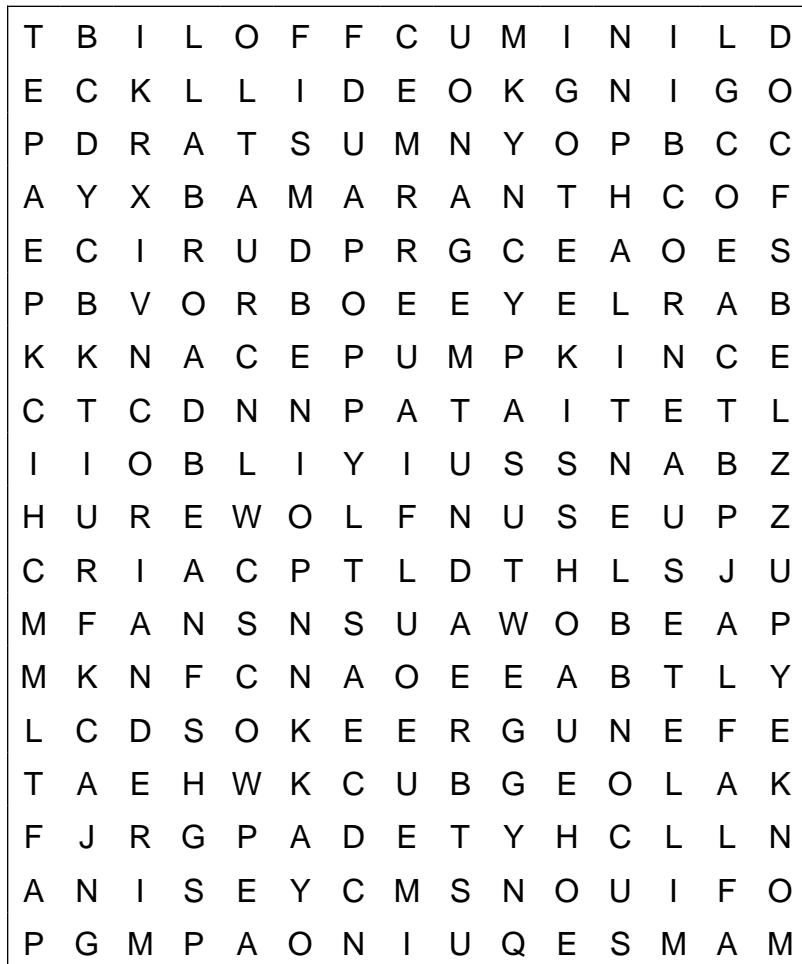 T B I L O F F C U M I N I L D
E C K L L I D E O K G N I G O
P D R A T S U M N Y O P B C C
A Y X B A M A R A N T H C O F
E C I R U D P R G C E A O E S
P B V O R B O E E Y E L R A B
K K N A C E P U M P K I N C E
C T C D N N P A T A I T E T L
I I O B L I Y I U S S N A B Z
H U R E W O L F N U S E U P Z
C R I A C P T L D T H L S J U
M F A N S N S U A W O B E A P
M K N F C N A O E E A B T L Y
L C D S O K E E R G U N E F E
T A E H W K C U B G E O L A K
F J R G P A D E T Y H C L L N
A N I S E Y C M S N O U I F O
P G M P A O N I U Q E S M A M